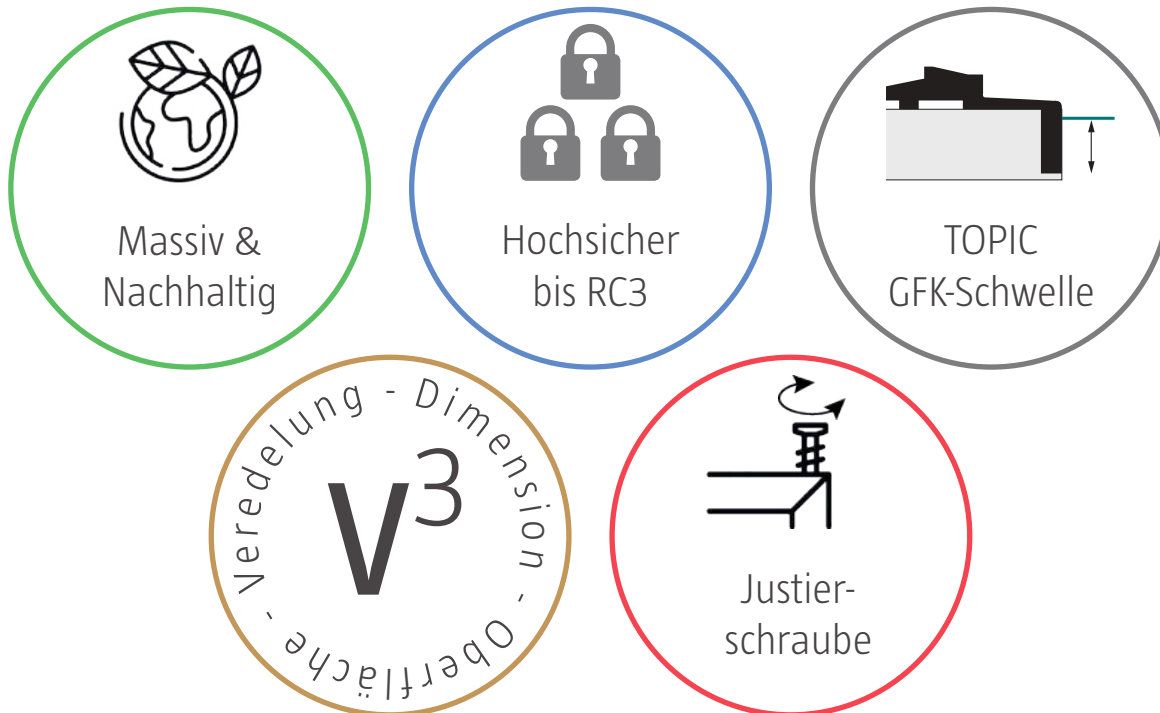 Massiv &
Nachhaltig
Hochsicher
bis RC3
TOPIC
GFK-Schwelle
Veredelung - Dimension - Oberfläche -
V³
Justier-
schraube